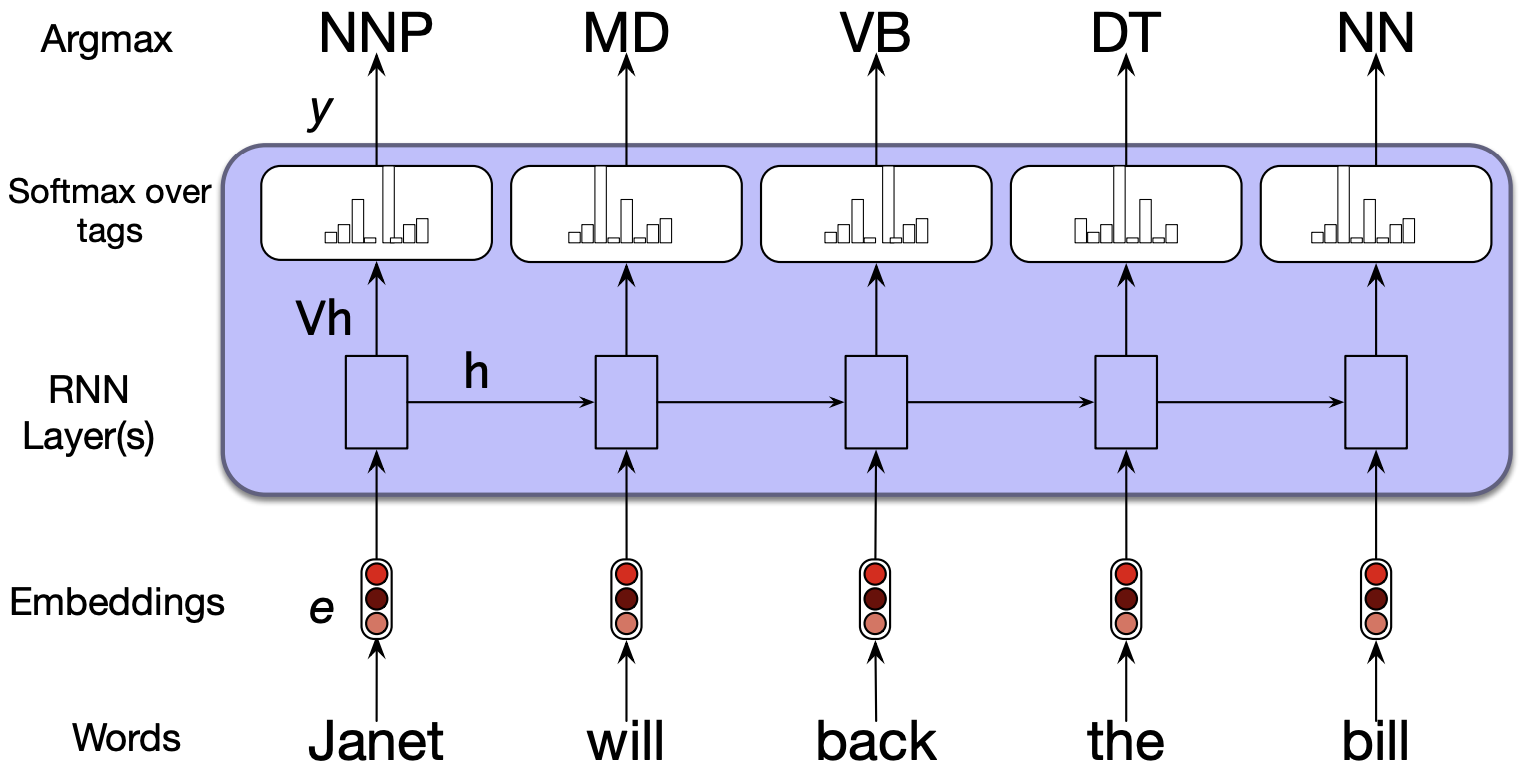 Argmax NNP MD VB DT NN
y
Softmax over
tags
Vh
h
RNN
Layer(s)
Embeddings e
Words Janet will back the bill